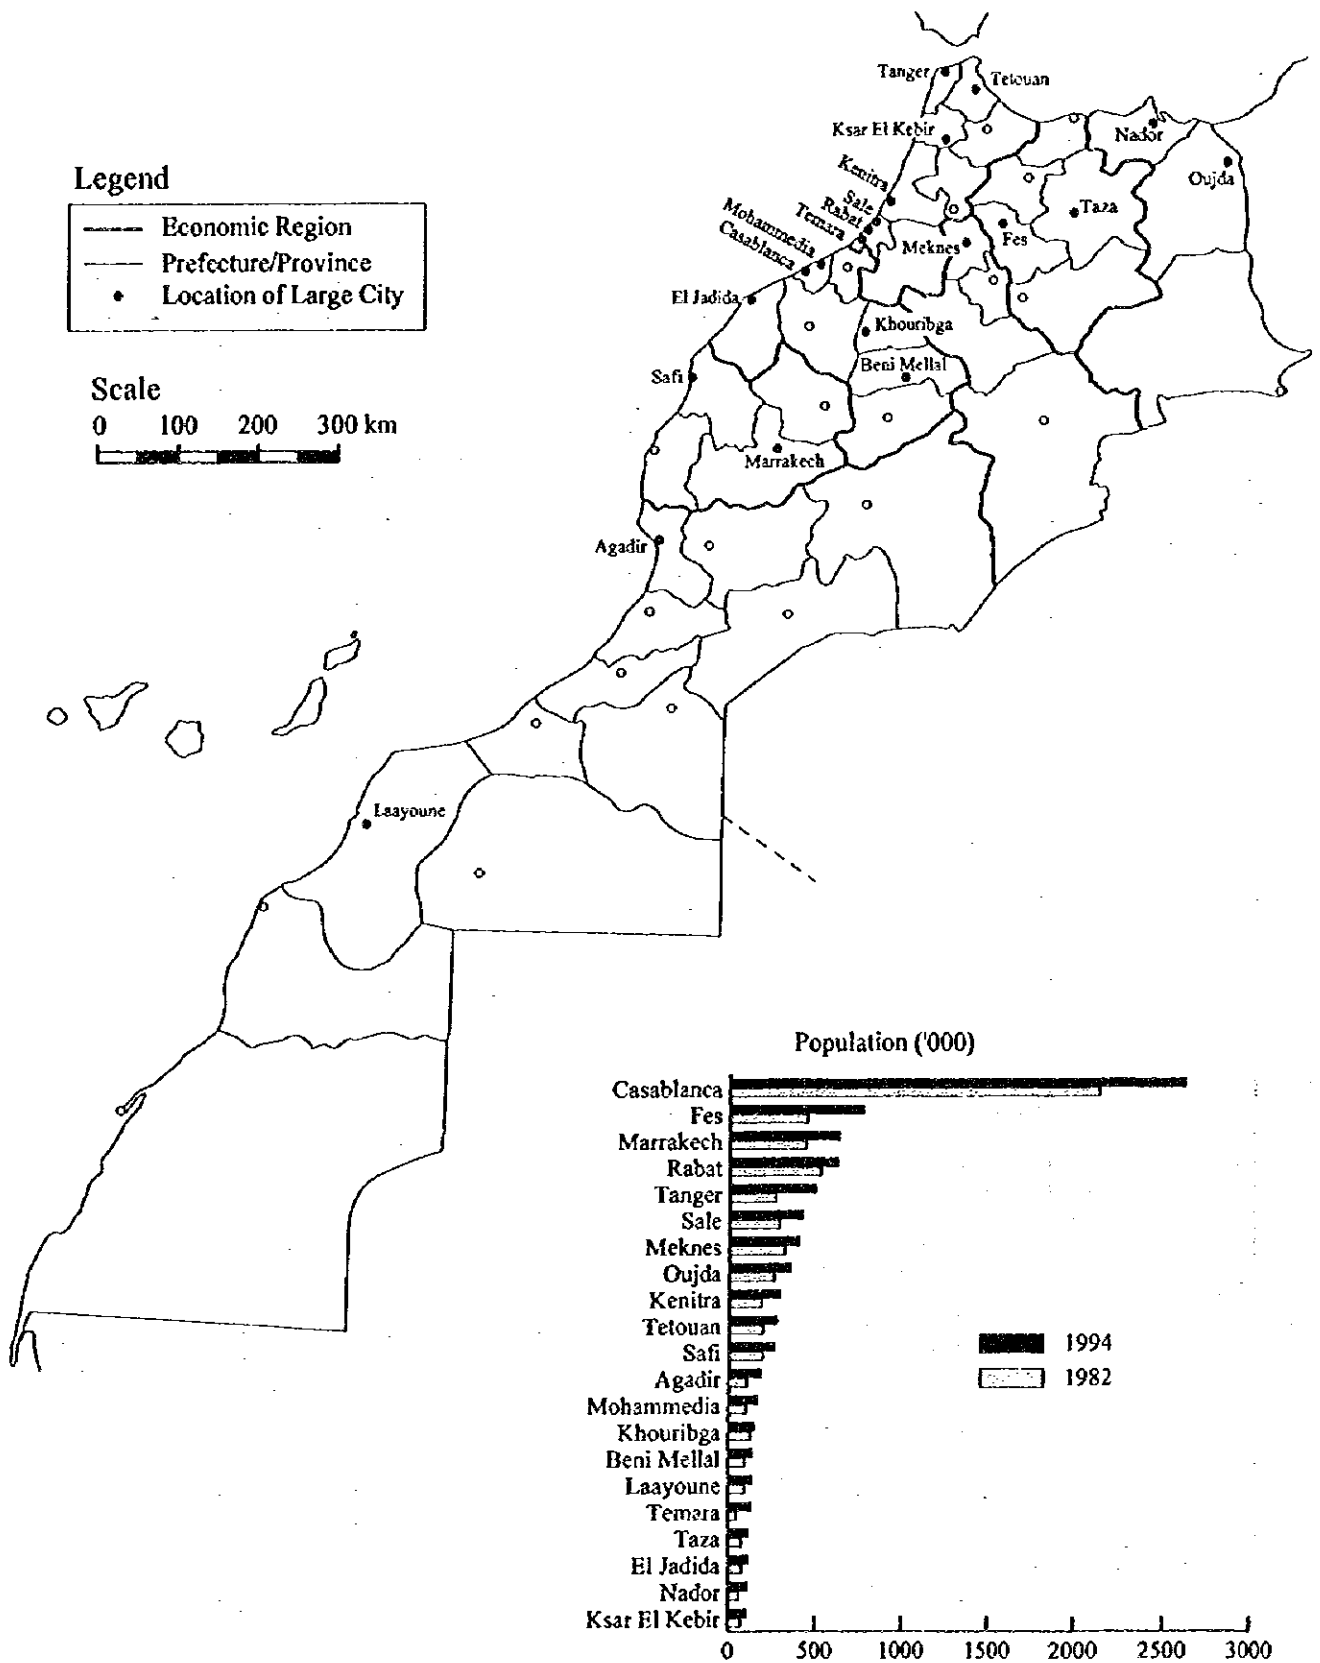 Tanger
Tetouan
Ksar El Kebir
Nador
Oujda
Kenitra
Sale
Rabat
Temara
Mohammedia
Casablanca
Taza
Fes
Meknes
El Jadida
Khouribga
Beni Mellal
Safi
Marrakech
Agadir
Laayoune
Legend
Economic Region
Prefecture/Province
Location of Large City
Scale
0 100 200 300 km
Population ('000)
Casablanca
Fes
Marrakech
Rabat
Tanger
Sale
Meknes
Oujda
Kenitra
Tetouan
Safi
Agadir
Mohammedia
Khouribga
Beni Mellal
Laayoune
Temara
Taza
El Jadida
Nador
Ksar El Kebir
1994
1982
0 500 1000 1500 2000 2500 3000